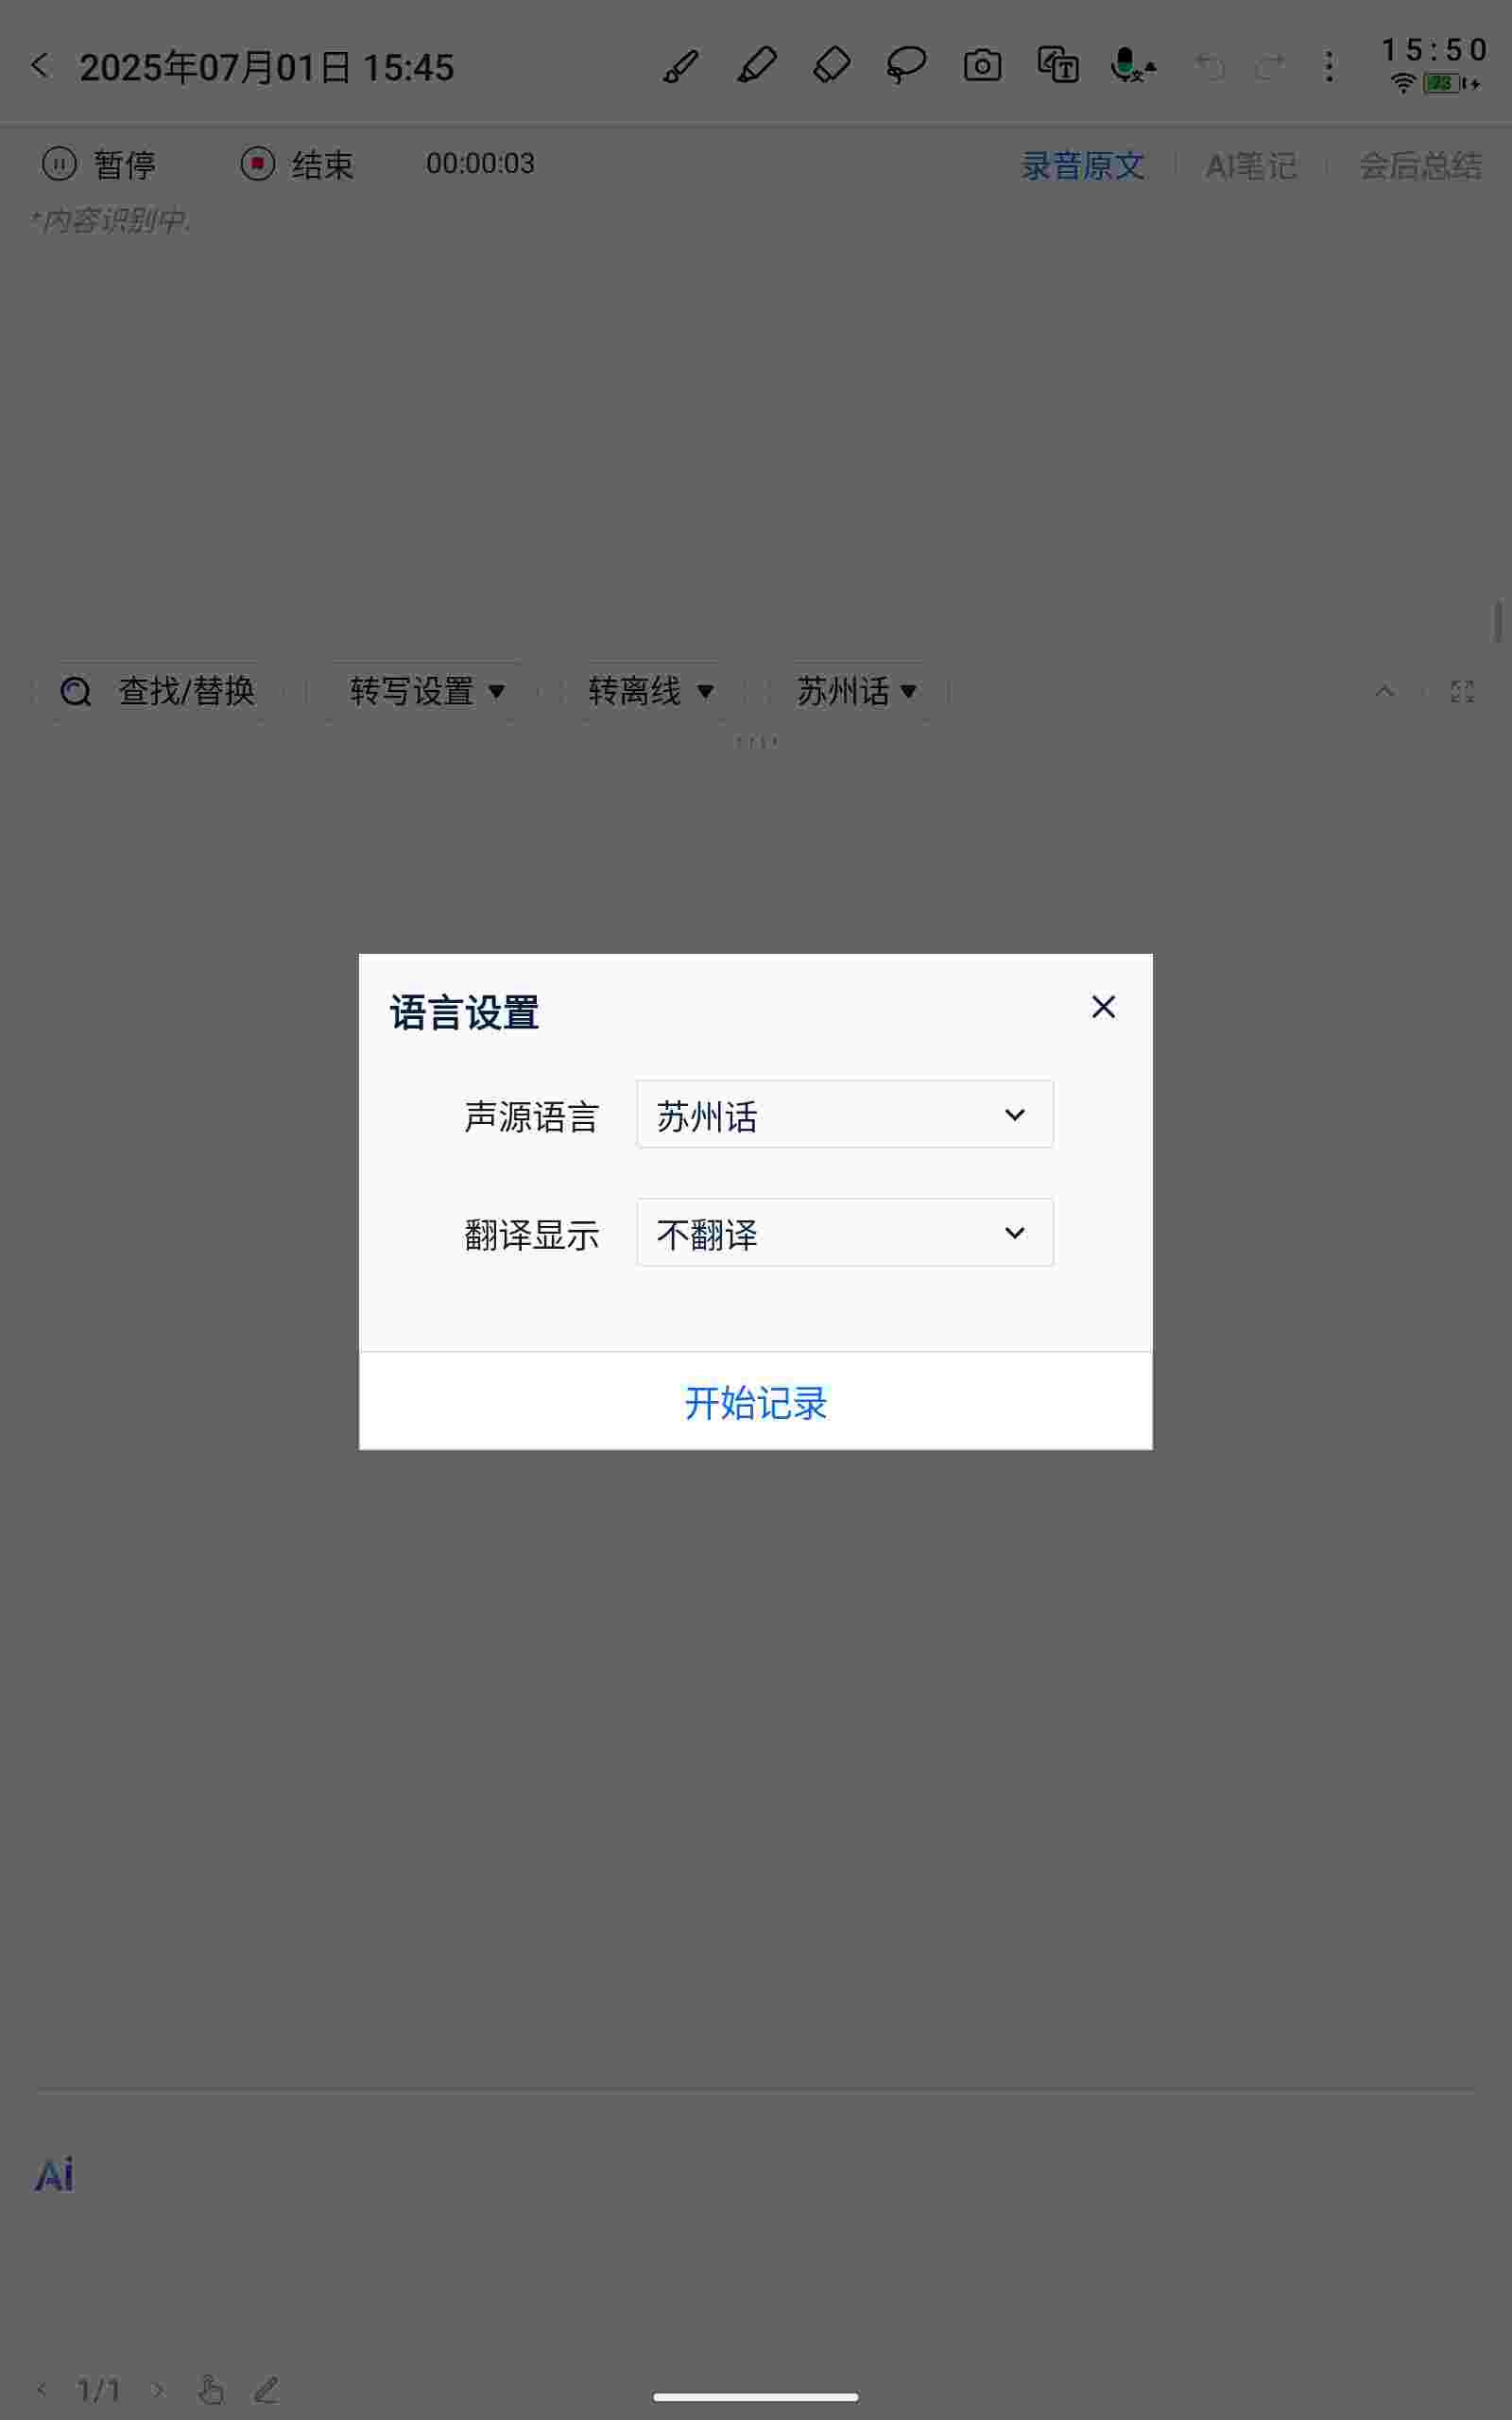 2025年07月01日 15:45
15:50
23
暂停 结束 00:00:03 录音原文 AI笔记 会后总结
*内容识别中.
查找/替换 转写设置 转离线 苏州话
语言设置
声源语言 苏州话
翻译显示 不翻译
开始记录
Ai
1/1